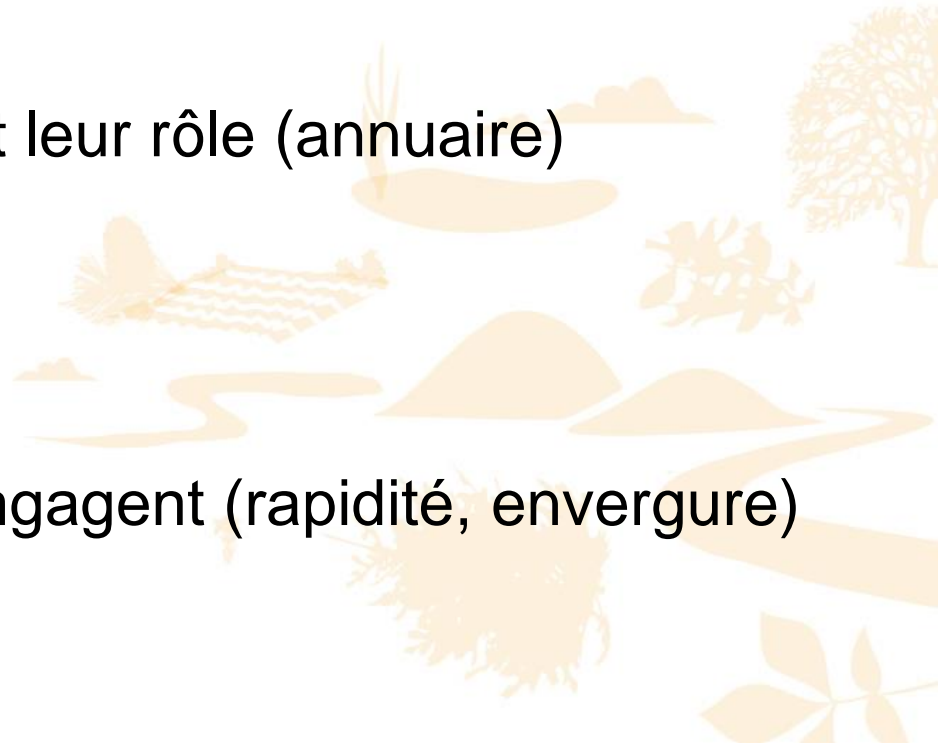 t leur rôle (annuaire)
ngagent (rapidité, envergure)